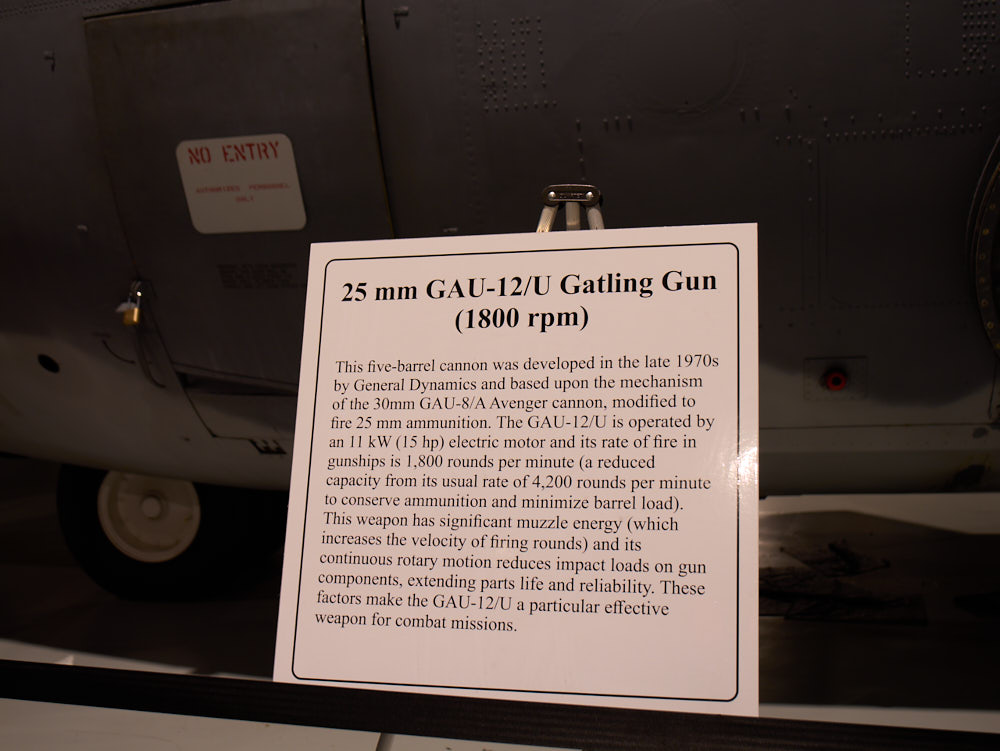 NO ENTRY
AUTHORIZED PERSONNEL
ONLY
25 mm GAU-12/U Gatling Gun
(1800 rpm)
This five-barrel cannon was developed in the late 1970s
by General Dynamics and based upon the mechanism
of the 30mm GAU-8/A Avenger cannon, modified to
fire 25 mm ammunition. The GAU-12/U is operated by
an 11 kW (15 hp) electric motor and its rate of fire in
gunships is 1,800 rounds per minute (a reduced
capacity from its usual rate of 4,200 rounds per minute
to conserve ammunition and minimize barrel load).
This weapon has significant muzzle energy (which
increases the velocity of firing rounds) and its
continuous rotary motion reduces impact loads on gun
components, extending parts life and reliability. These
factors make the GAU-12/U a particular effective
weapon for combat missions.